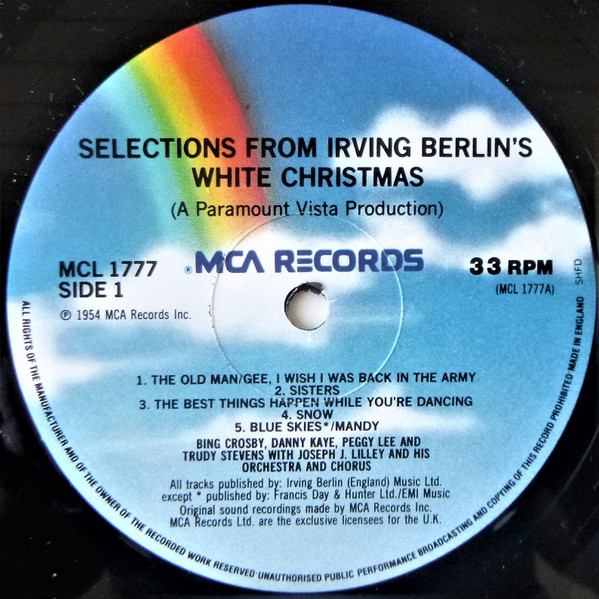 SELECTIONS FROM IRVING BERLIN'S
WHITE CHRISTMAS
(A Paramount Vista Production)
MCL 1777
SIDE 1
℗ 1954 MCA Records Inc.
® MCA RECORDS
33 RPM
(MCL 1777A)
SHFD
1. THE OLD MAN/GEE, I WISH I WAS BACK IN THE ARMY
2. SISTERS
3. THE BEST THINGS HAPPEN WHILE YOU'RE DANCING
4. SNOW
5. BLUE SKIES*/MANDY
BING CROSBY, DANNY KAYE, PEGGY LEE AND
TRUDY STEVENS WITH JOSEPH J. LILLEY AND HIS
ORCHESTRA AND CHORUS
All tracks published by: Irving Berlin (England) Music Ltd.
except * published by: Francis Day & Hunter Ltd./EMI Music
Original sound recordings made by MCA Records Inc.
MCA Records Ltd. are the exclusive licensees for the U.K.
ALL RIGHTS OF THE MANUFACTURER AND OF THE OWNER OF THE RECORDED WORK RESERVED UNAUTHORISED PUBLIC PERFORMANCE BROADCASTING AND COPYING OF THIS RECORD PROHIBITED MADE IN ENGLAND